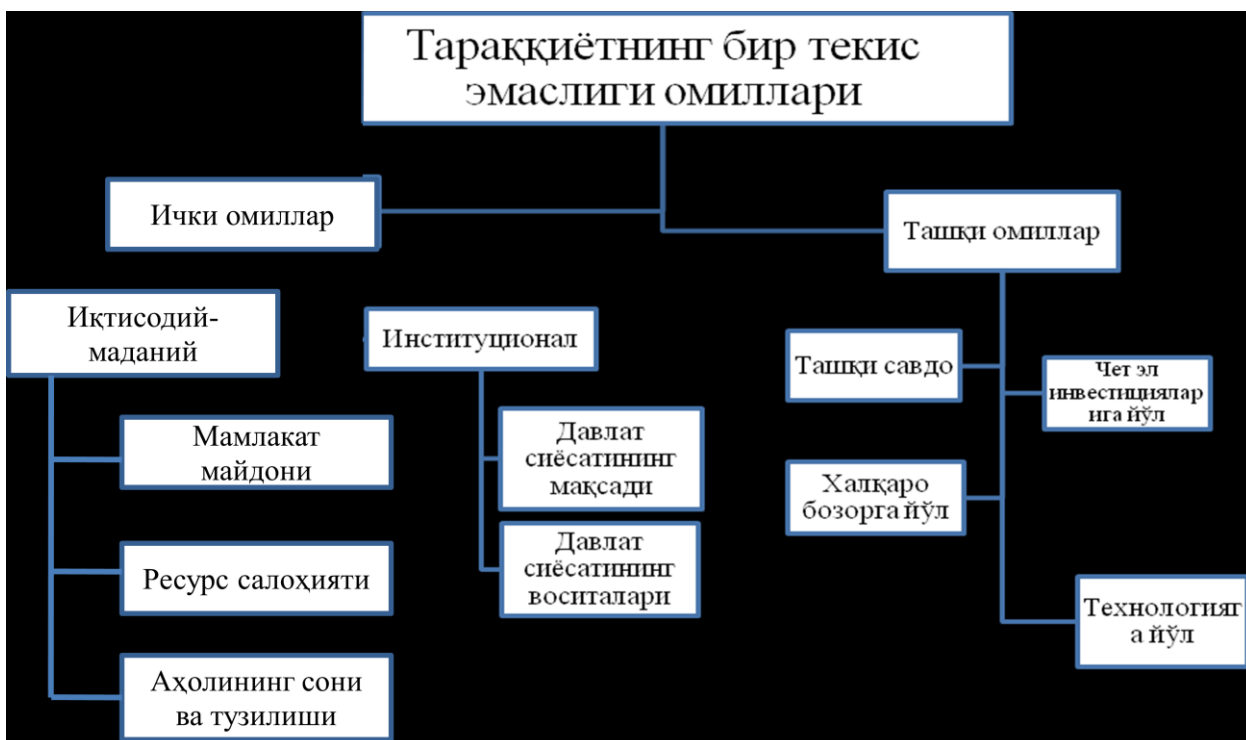 Тараққиётнинг бир текис
эмаслиги омиллари
Ички омиллар
Ташқи омиллар
Иқтисодий-
маданий
Институционал
Ташқи савдо
Чет эл
инвестициялар
ига йўл
Мамлакат
майдони
Давлат
сиёсатининг
мақсади
Халқаро
бозорга йўл
Ресурс салоҳияти
Давлат
сиёсатининг
воситалари
Технологияг
а йўл
Аҳолининг сони
ва тузилиши